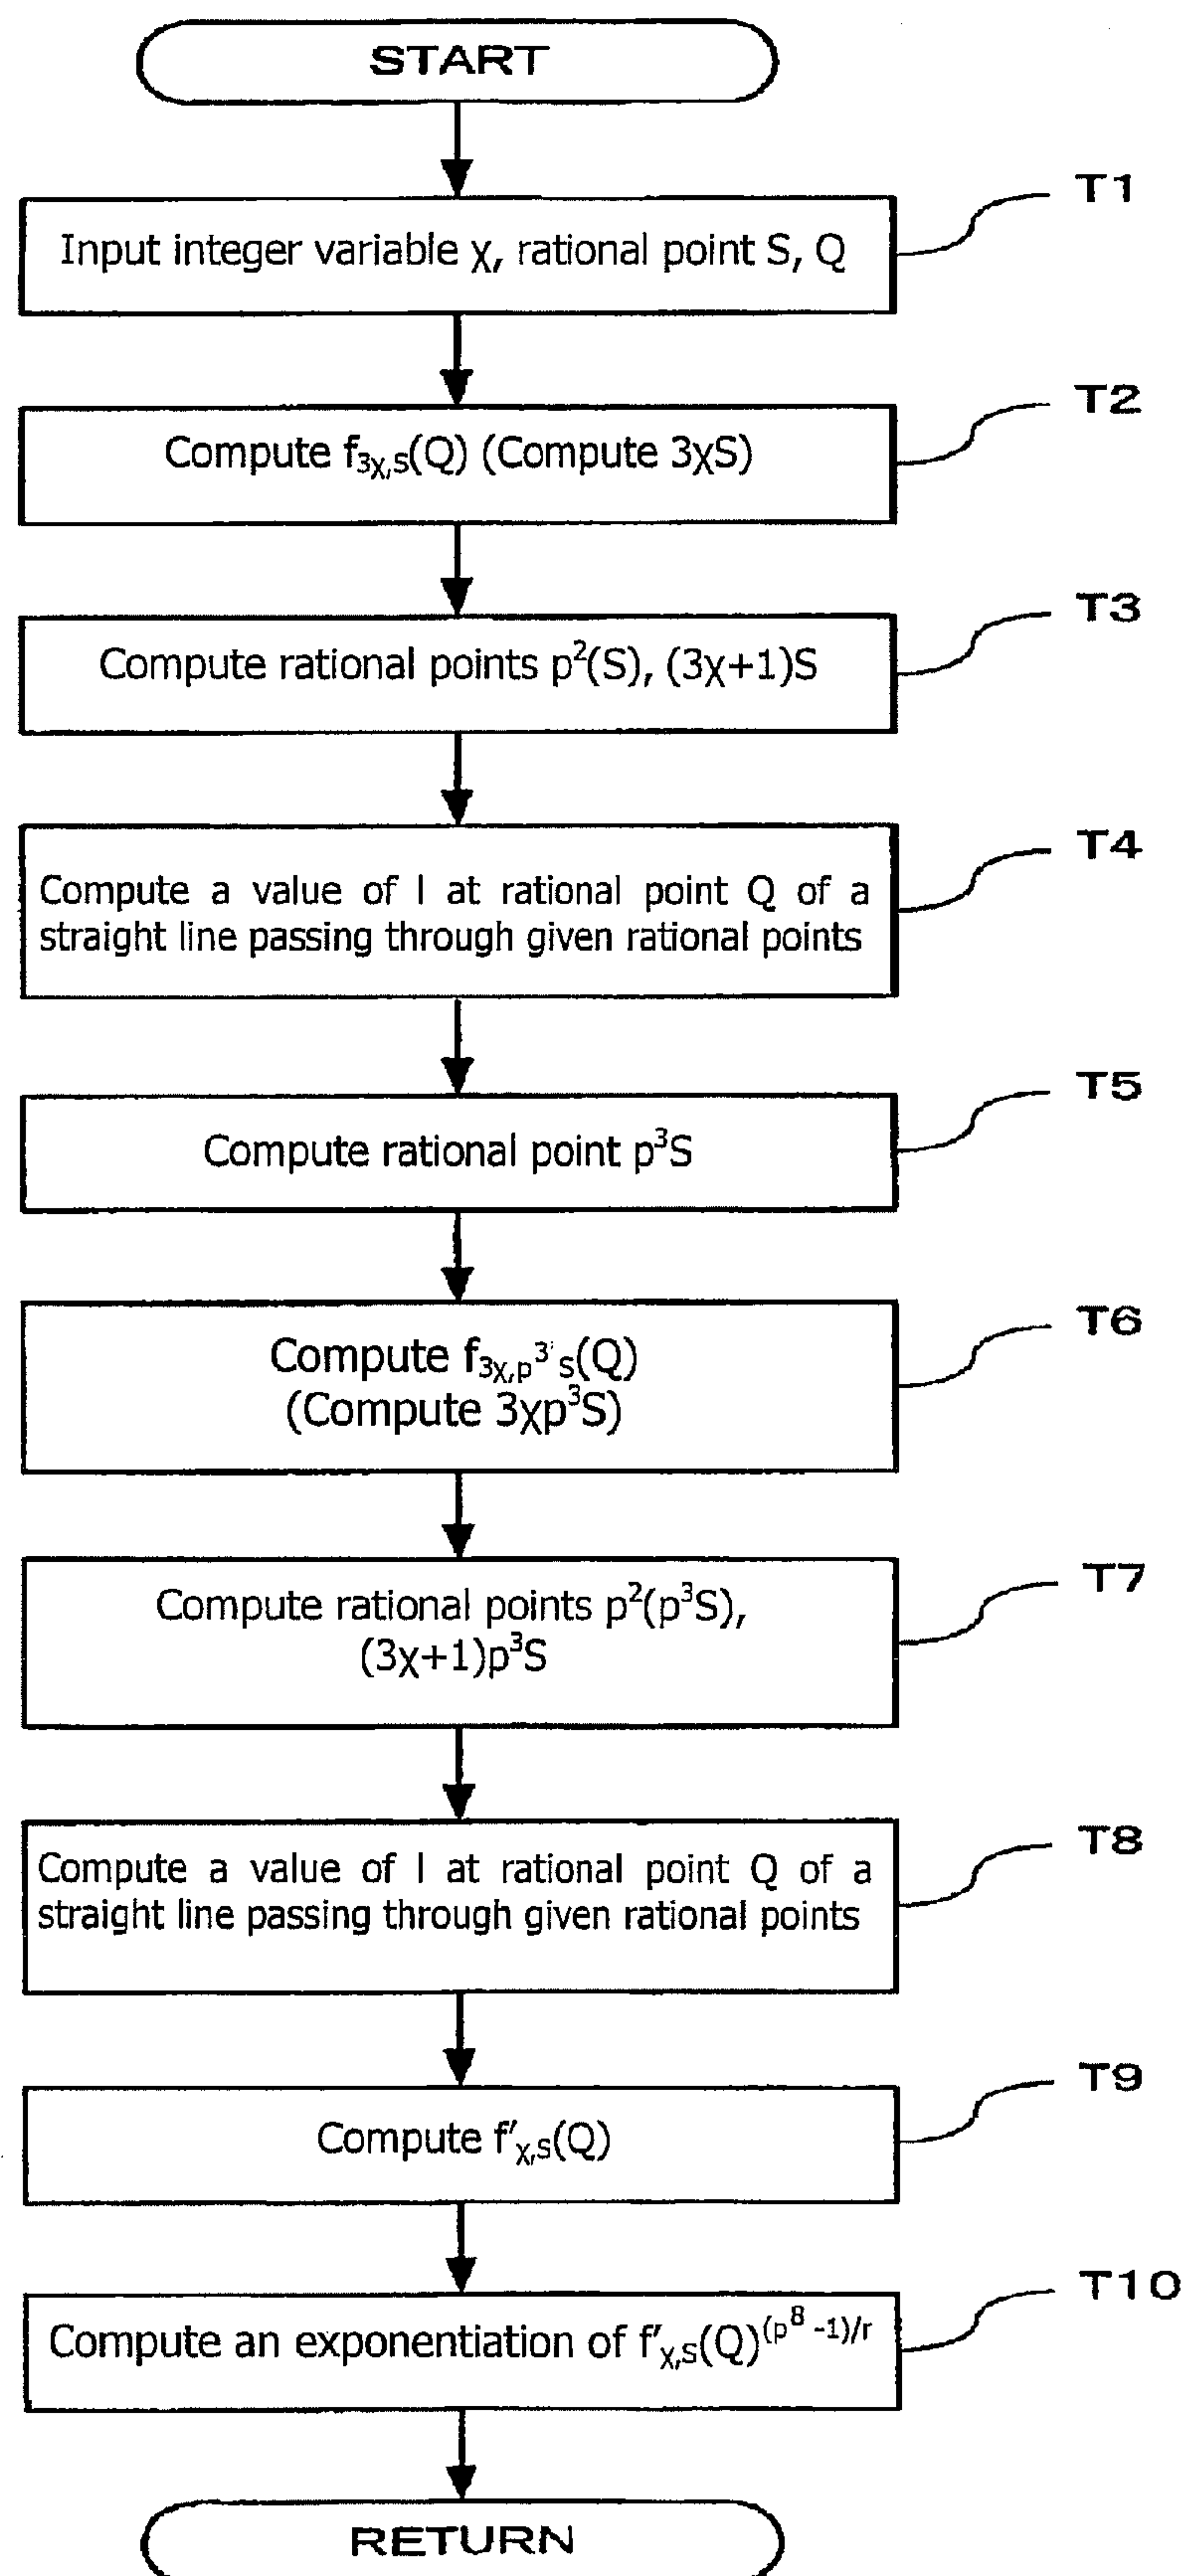 START
T1
Input integer variable χ, rational point S, Q
T2
Compute f₃χ,s(Q) (Compute 3χS)
T3
Compute rational points p²(S), (3χ+1)S
T4
Compute a value of l at rational point Q of a
straight line passing through given rational points
T5
Compute rational point p³S
T6
Compute f₃χ,p³s(Q)
(Compute 3χp³S)
T7
Compute rational points p²(p³S),
(3χ+1)p³S
T8
Compute a value of l at rational point Q of a
straight line passing through given rational points
T9
Compute f'χ,s(Q)
T10
Compute an exponentiation of f'χ,s(Q)^(p⁸-1)/r
RETURN